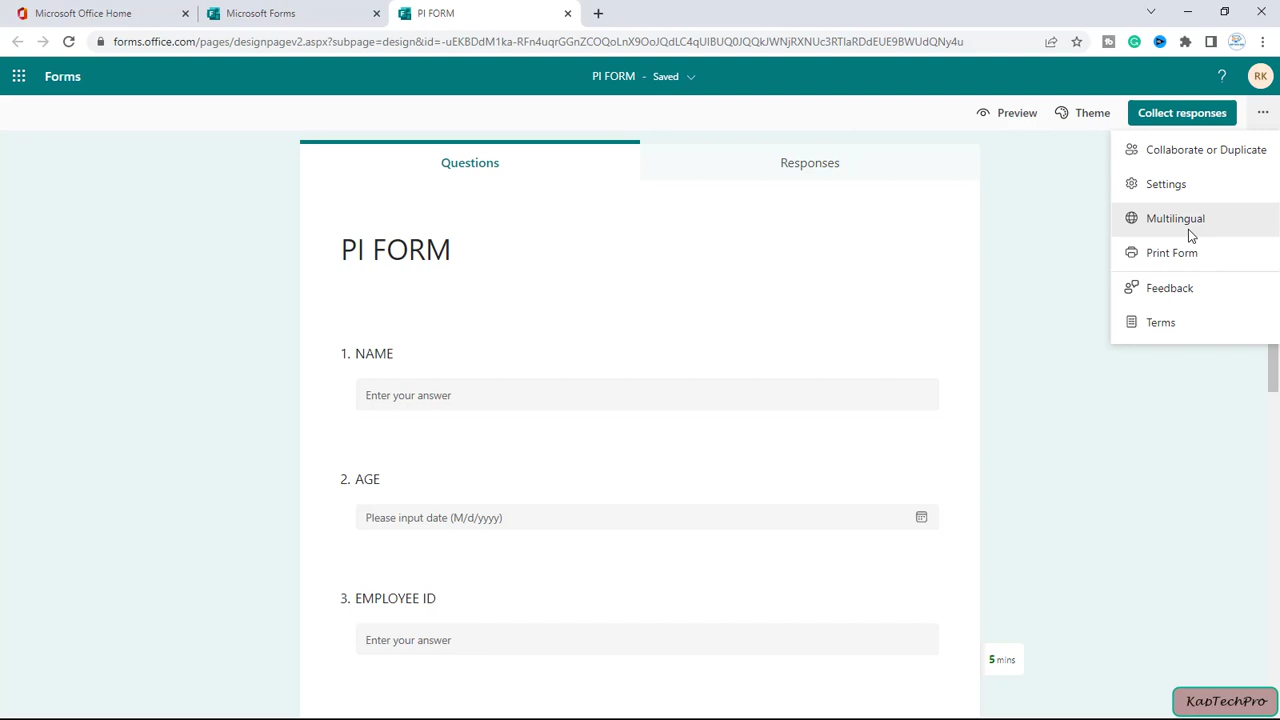 Microsoft Office Home
Microsoft Forms
PI FORM
forms.office.com/pages/designpagev2.aspx?subpage=design&id=-uEKBDdM1ka-RFn4uqrGGnZCOQoLnX9OoJQdLC4qUlBUQ0JQQkJWNjRXNUc3RTlaRDdEUE9BWUdQNy4u
Forms
PI FORM - Saved
?
RK
Preview
Theme
Collect responses
Collaborate or Duplicate
Settings
Multilingual
Print Form
Feedback
Terms
Questions
Responses
PI FORM
1. NAME
Enter your answer
2. AGE
Please input date (M/d/yyyy)
3. EMPLOYEE ID
Enter your answer
5 mins
KapTechPro